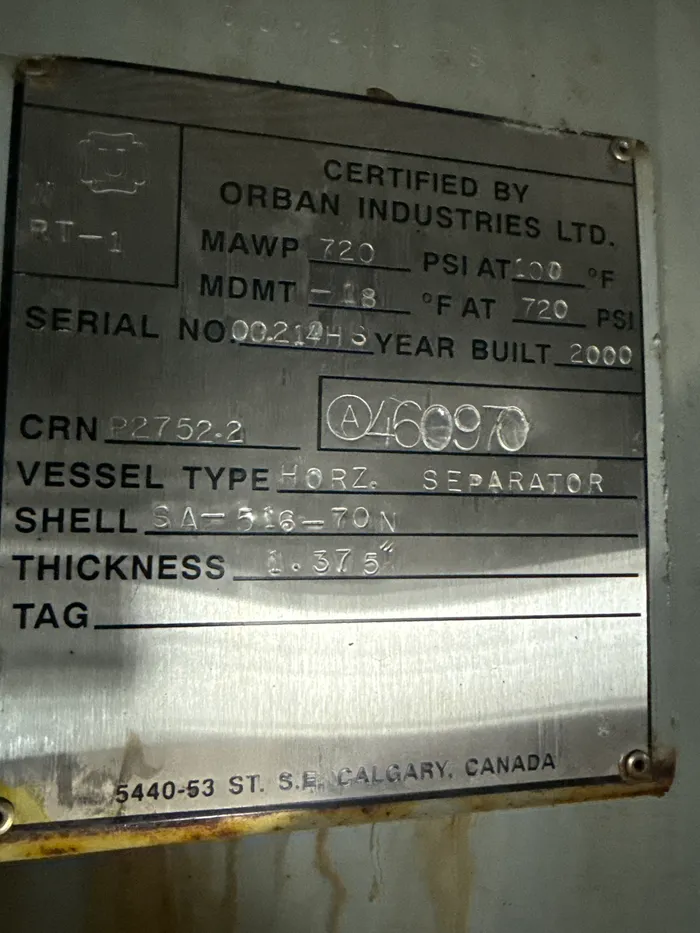 U
W
RT-1
CERTIFIED BY
ORBAN INDUSTRIES LTD.
MAWP 720 PSI AT 100 °F
MDMT -18 °F AT 720 PSI
SERIAL NO. YEAR BUILT 2000
CRN P2752.2
A460970
VESSEL TYPE HORZ. SEPARATOR
SHELL SA-516-70N
THICKNESS 1.375"
TAG
5440-53 ST. S.E. CALGARY, CANADA